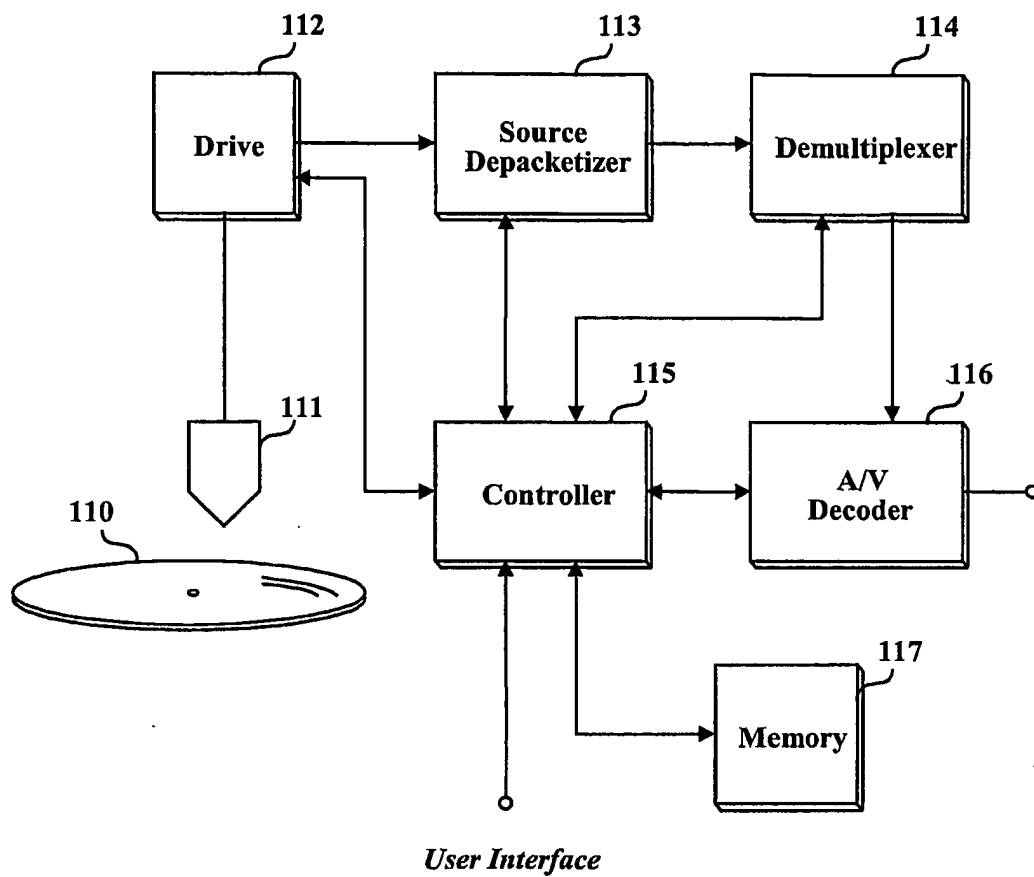 112
113
114
Drive
Source
Depacketizer
Demultiplexer
111
115
116
110
Controller
A/V
Decoder
117
Memory
User Interface